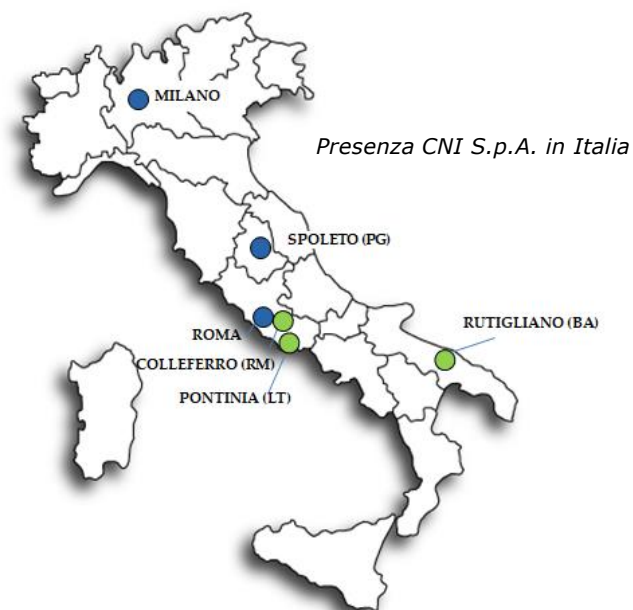 MILANO
Presenza CNI S.p.A. in Italia
SPOLETO (PG)
RUTIGLIANO (BA)
ROMA
COLLEFERRO (RM)
PONTINIA (LT)